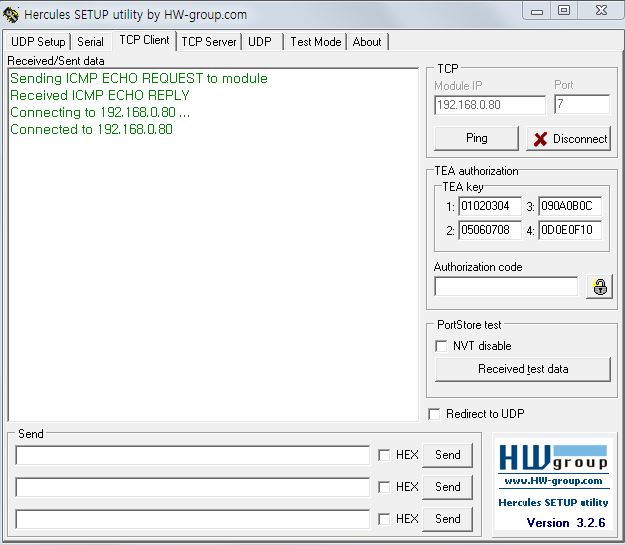 Hercules SETUP utility by HW-group.com
UDP Setup Serial TCP Client TCP Server UDP Test Mode About
Received/Sent data
Sending ICMP ECHO REQUEST to module
Received ICMP ECHO REPLY
Connecting to 192.168.0.80 ...
Connected to 192.168.0.80
TCP
Module IP Port
192.168.0.80 7
Ping Disconnect
TEA authorization
TEA key
1: 01020304 3: 090A0B0C
2: 05060708 4: 0D0E0F10
Authorization code
PortStore test
NVT disable
Received test data
Redirect to UDP
Send
HEX Send
HEX Send
HEX Send
HW group
www.HW-group.com
Hercules SETUP utility
Version 3.2.6